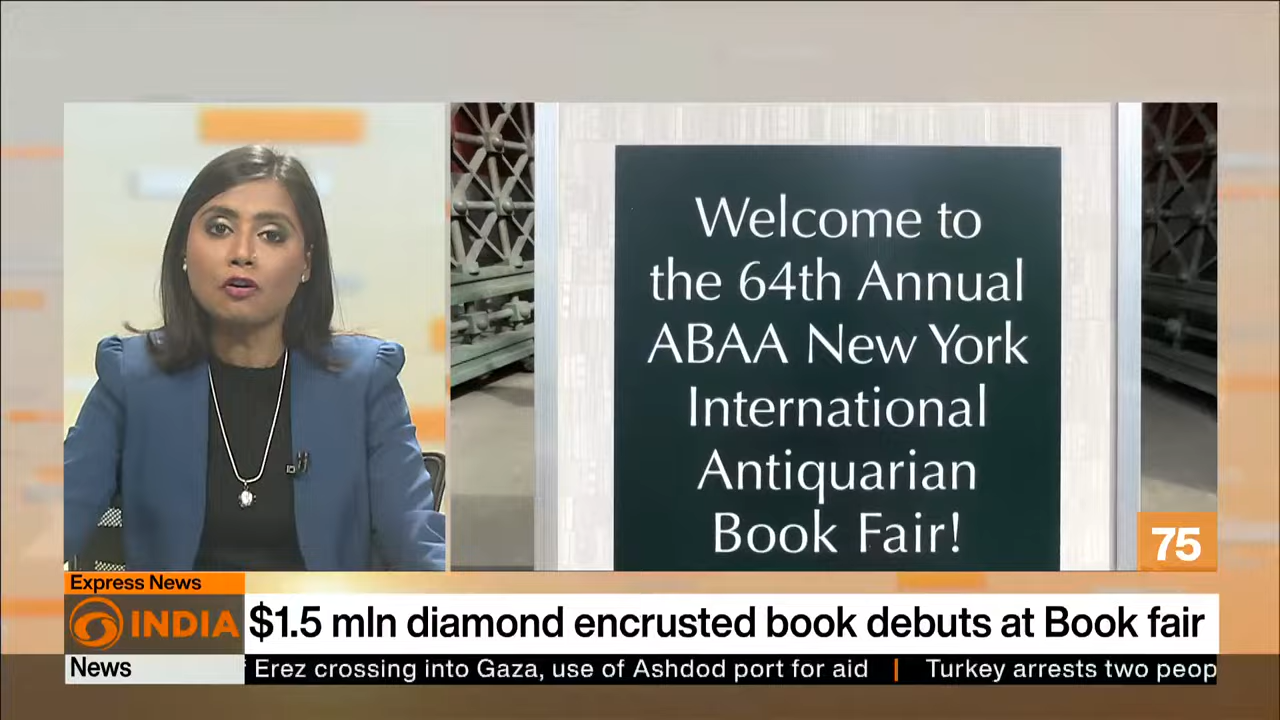 Welcome to
the 64th Annual
ABAA New York
International
Antiquarian
Book Fair!
75
Express News
INDIA
$1.5 mln diamond encrusted book debuts at Book fair
News
Erez crossing into Gaza, use of Ashdod port for aid | Turkey arrests two peop